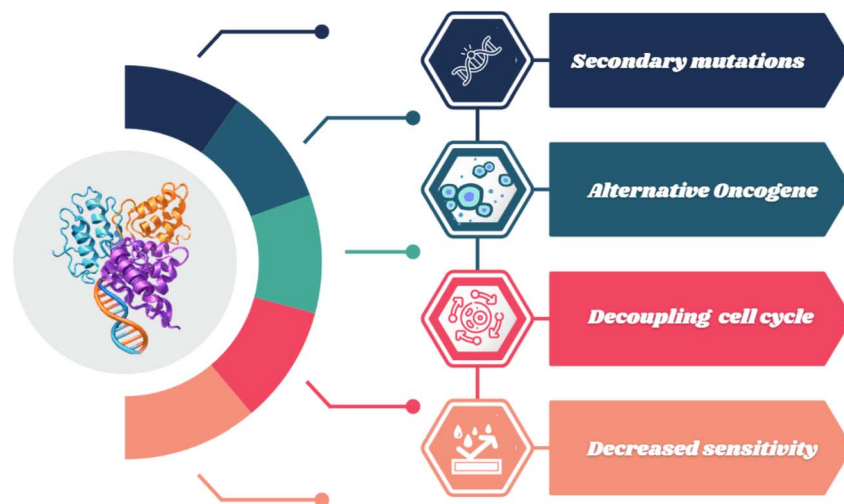 Secondary mutations
Alternative Oncogene
Decoupling cell cycle
Decreased sensitivity